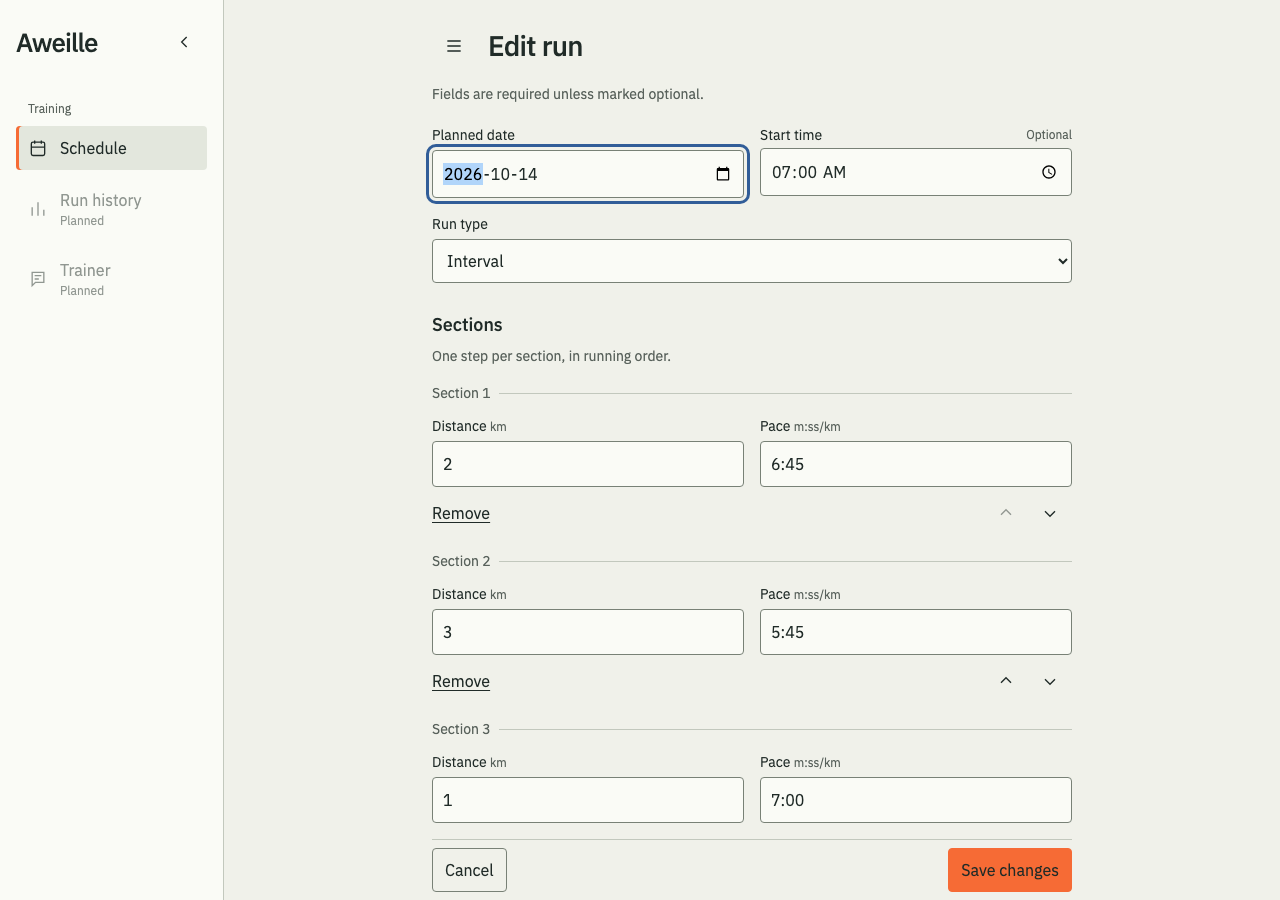 Aweille
Training
Schedule
Run history
Planned
Trainer
Planned
Edit run
Fields are required unless marked optional.
Planned date
2026-10-14
Start time Optional
07:00 AM
Run type
Interval
Sections
One step per section, in running order.
Section 1
Distance km Pace m:ss/km
2 6:45
Remove
Section 2
Distance km Pace m:ss/km
3 5:45
Remove
Section 3
Distance km Pace m:ss/km
1 7:00
Cancel Save changes